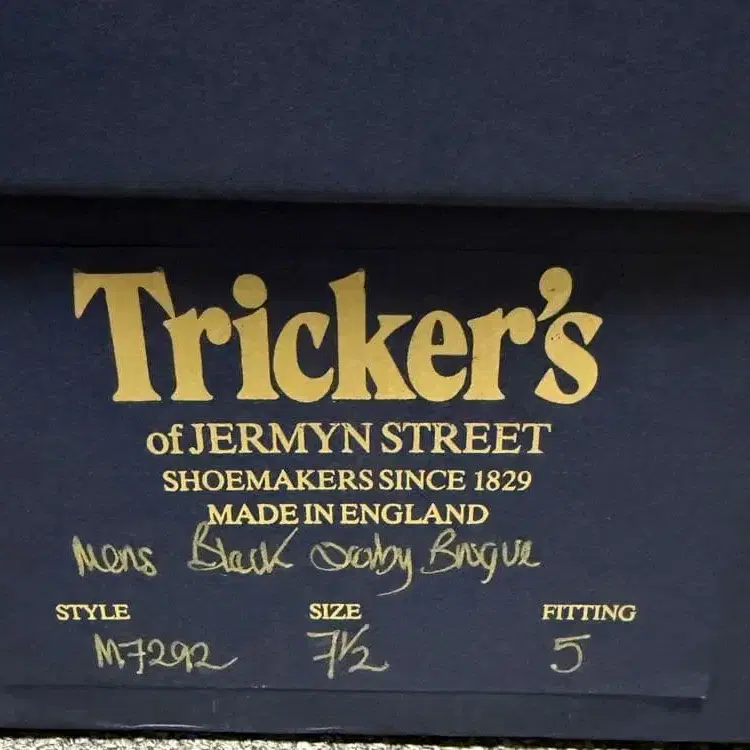 Tricker's
of JERMYN STREET
SHOEMAKERS SINCE 1829
MADE IN ENGLAND
Mens Black Derby Brogue
STYLE SIZE FITTING
M7292 7½ 5